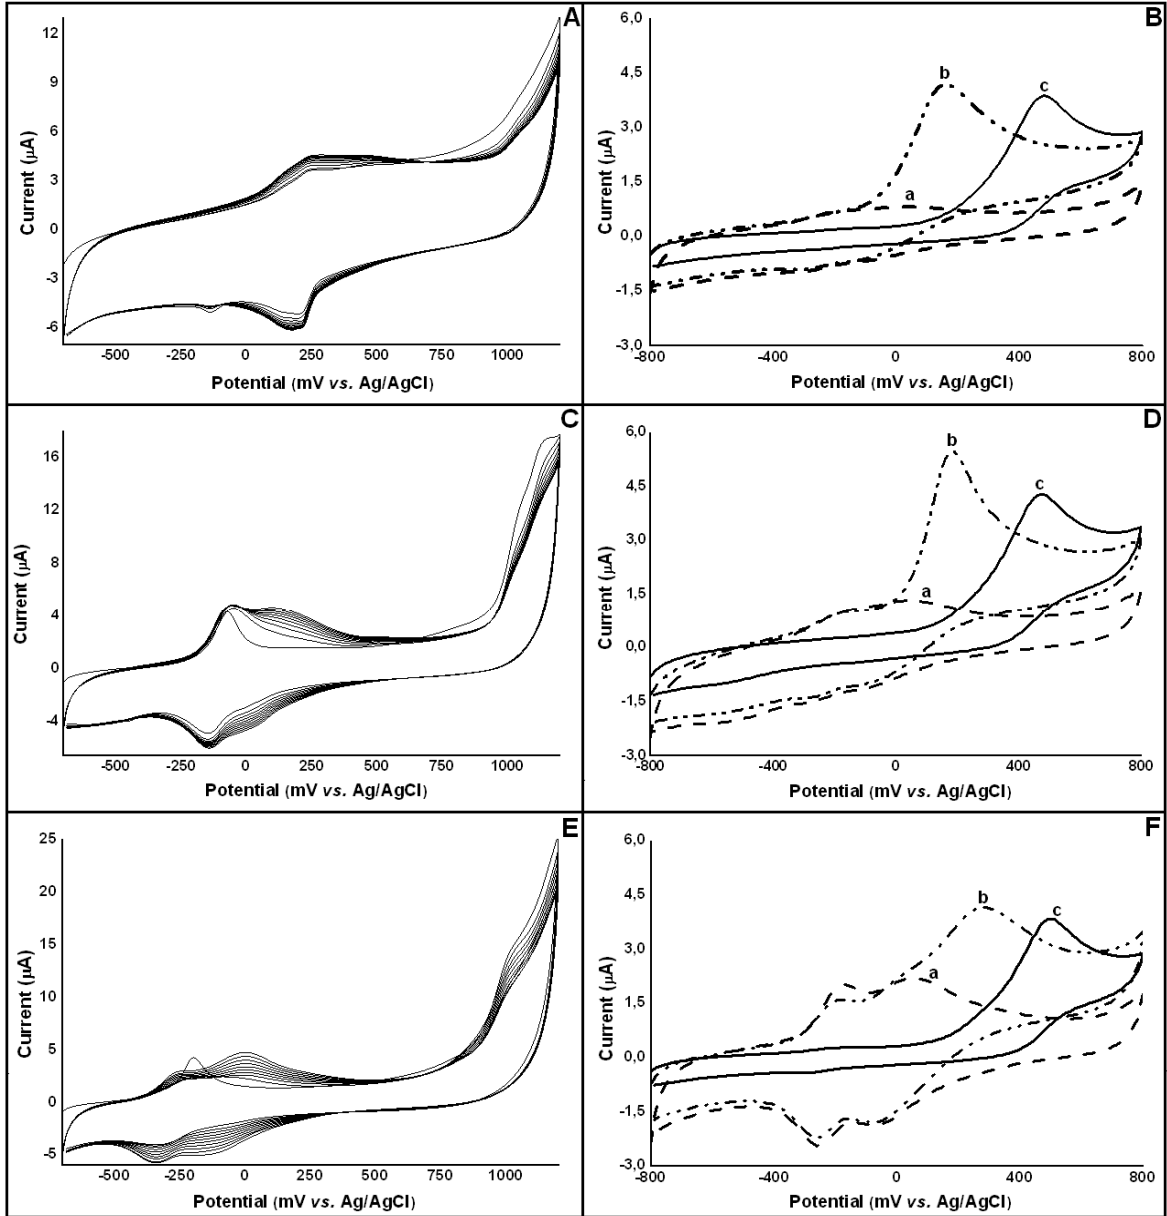 A
12
9
6
3
0
-3
-6
Current (µA)
-500 -250 0 250 500 750 1000
Potential (mV vs. Ag/AgCl)
B
6,0
4,5
3,0
1,5
0,0
-1,5
-3,0
Current (µA)
b
c
a
-800 -400 0 400 800
Potential (mV vs. Ag/AgCl)
C
16
12
8
4
0
-4
Current (µA)
-500 -250 0 250 500 750 1000
Potential (mV vs. Ag/AgCl)
D
6,0
4,5
3,0
1,5
0,0
-1,5
-3,0
Current (µA)
b
c
a
-800 -400 0 400 800
Potential (mV vs. Ag/AgCl)
E
25
20
15
10
5
0
-5
Current (µA)
-500 -250 0 250 500 750 1000
Potential (mV vs. Ag/AgCl)
F
6,0
4,5
3,0
1,5
0,0
-1,5
-3,0
Current (µA)
b
c
a
-800 -400 0 400 800
Potential (mV vs. Ag/AgCl)